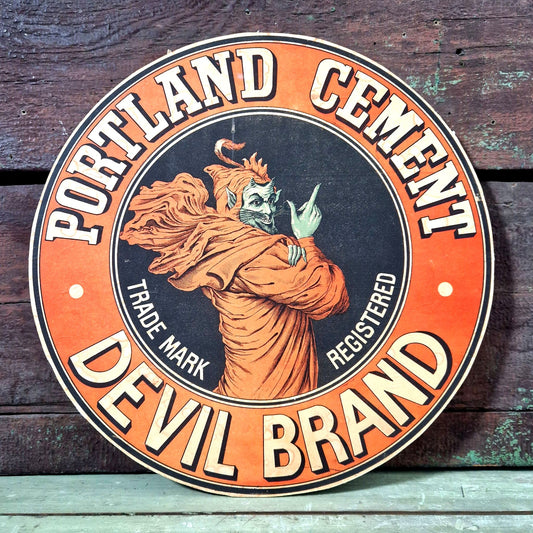 PORTLAND CEMENT
TRADE MARK
REGISTERED
DEVIL BRAND